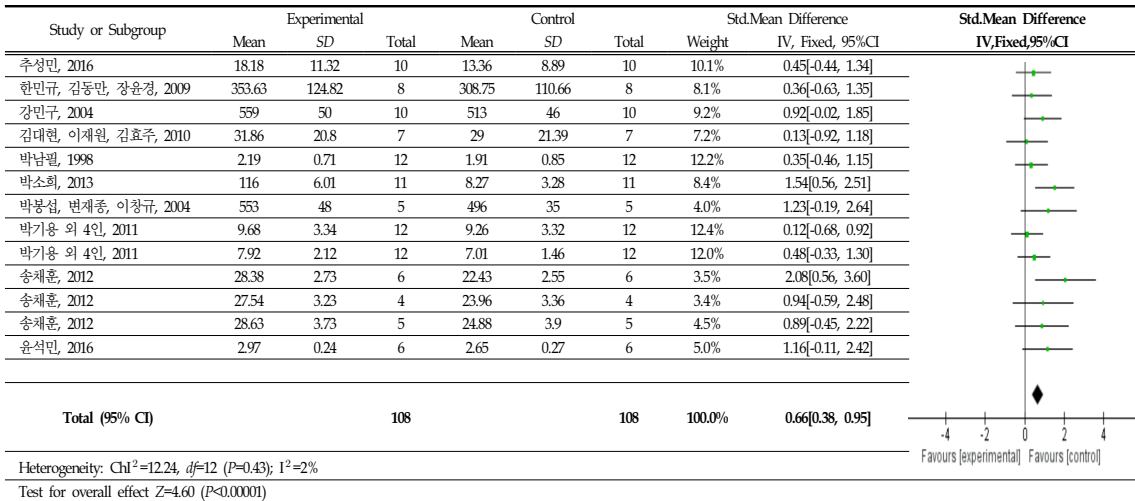 Study or Subgroup Experimental Control Std.Mean Difference Std.Mean Difference
Mean SD Total Mean SD Total Weight IV, Fixed, 95%CI IV,Fixed,95%CI
추성민, 2016 18.18 11.32 10 13.36 8.89 10 10.1% 0.45[-0.44, 1.34]
한민규, 김동만, 장윤경, 2009 353.63 124.82 8 308.75 110.66 8 8.1% 0.36[-0.63, 1.35]
강민구, 2004 559 50 10 513 46 10 9.2% 0.92[-0.02, 1.85]
김대현, 이재원, 김효주, 2010 31.86 20.8 7 29 21.39 7 7.2% 0.13[-0.92, 1.18]
박남필, 1998 2.19 0.71 12 1.91 0.85 12 12.2% 0.35[-0.46, 1.15]
박소희, 2013 116 6.01 11 8.27 3.28 11 8.4% 1.54[0.56, 2.51]
박봉섭, 변재종, 이창규, 2004 553 48 5 496 35 5 4.0% 1.23[-0.19, 2.64]
박기용 외 4인, 2011 9.68 3.34 12 9.26 3.32 12 12.4% 0.12[-0.68, 0.92]
박기용 외 4인, 2011 7.92 2.12 12 7.01 1.46 12 12.0% 0.48[-0.33, 1.30]
송채훈, 2012 28.38 2.73 6 22.43 2.55 6 3.5% 2.08[0.56, 3.60]
송채훈, 2012 27.54 3.23 4 23.96 3.36 4 3.4% 0.94[-0.59, 2.48]
송채훈, 2012 28.63 3.73 5 24.88 3.9 5 4.5% 0.89[-0.45, 2.22]
윤석민, 2016 2.97 0.24 6 2.65 0.27 6 5.0% 1.16[-0.11, 2.42]
Total (95% CI) 108 108 100.0% 0.66[0.38, 0.95]
-4 -2 0 2 4
Favours [experimental] Favours [control]
Heterogeneity: ChI²=12.24, df=12 (P=0.43); I²=2%
Test for overall effect Z=4.60 (P<0.00001)